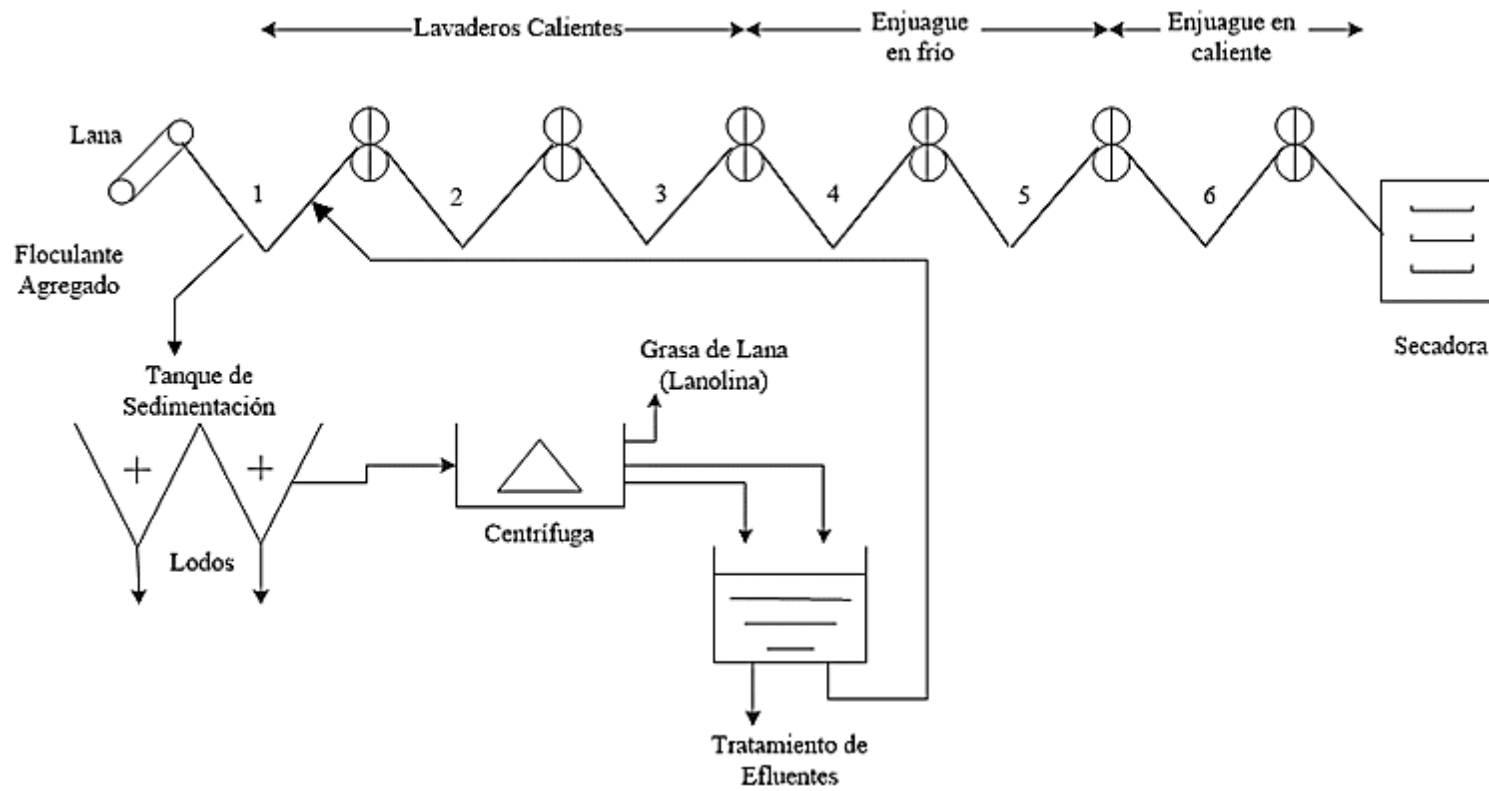 Lavaderos Calientes
Enjuague
en frío
Enjuague en
caliente
Lana
1
2
3
4
5
6
Floculante
Agregado
Secadora
Tanque de
Sedimentación
Grasa de Lana
(Lanolina)
Centrífuga
Lodos
Tratamiento de
Efluentes